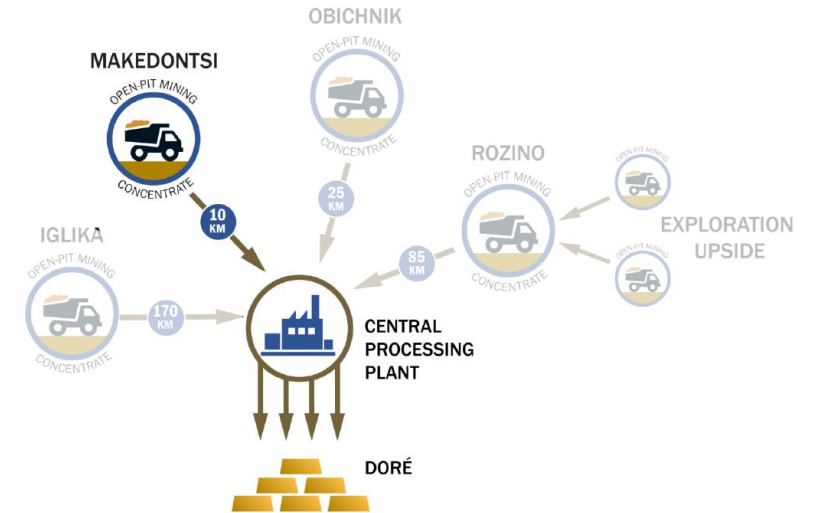 OBICHNIK
OPEN-PIT MINING
CONCENTRATE
MAKEDONTSI
OPEN-PIT MINING
CONCENTRATE
ROZINO
OPEN-PIT MINING
CONCENTRATE
OPEN-PIT MINING
OPEN-PIT MINING
EXPLORATION
UPSIDE
25
KM
10
KM
85
KM
IGLIKA
OPEN-PIT MINING
CONCENTRATE
170
KM
CENTRAL
PROCESSING
PLANT
DORÉ